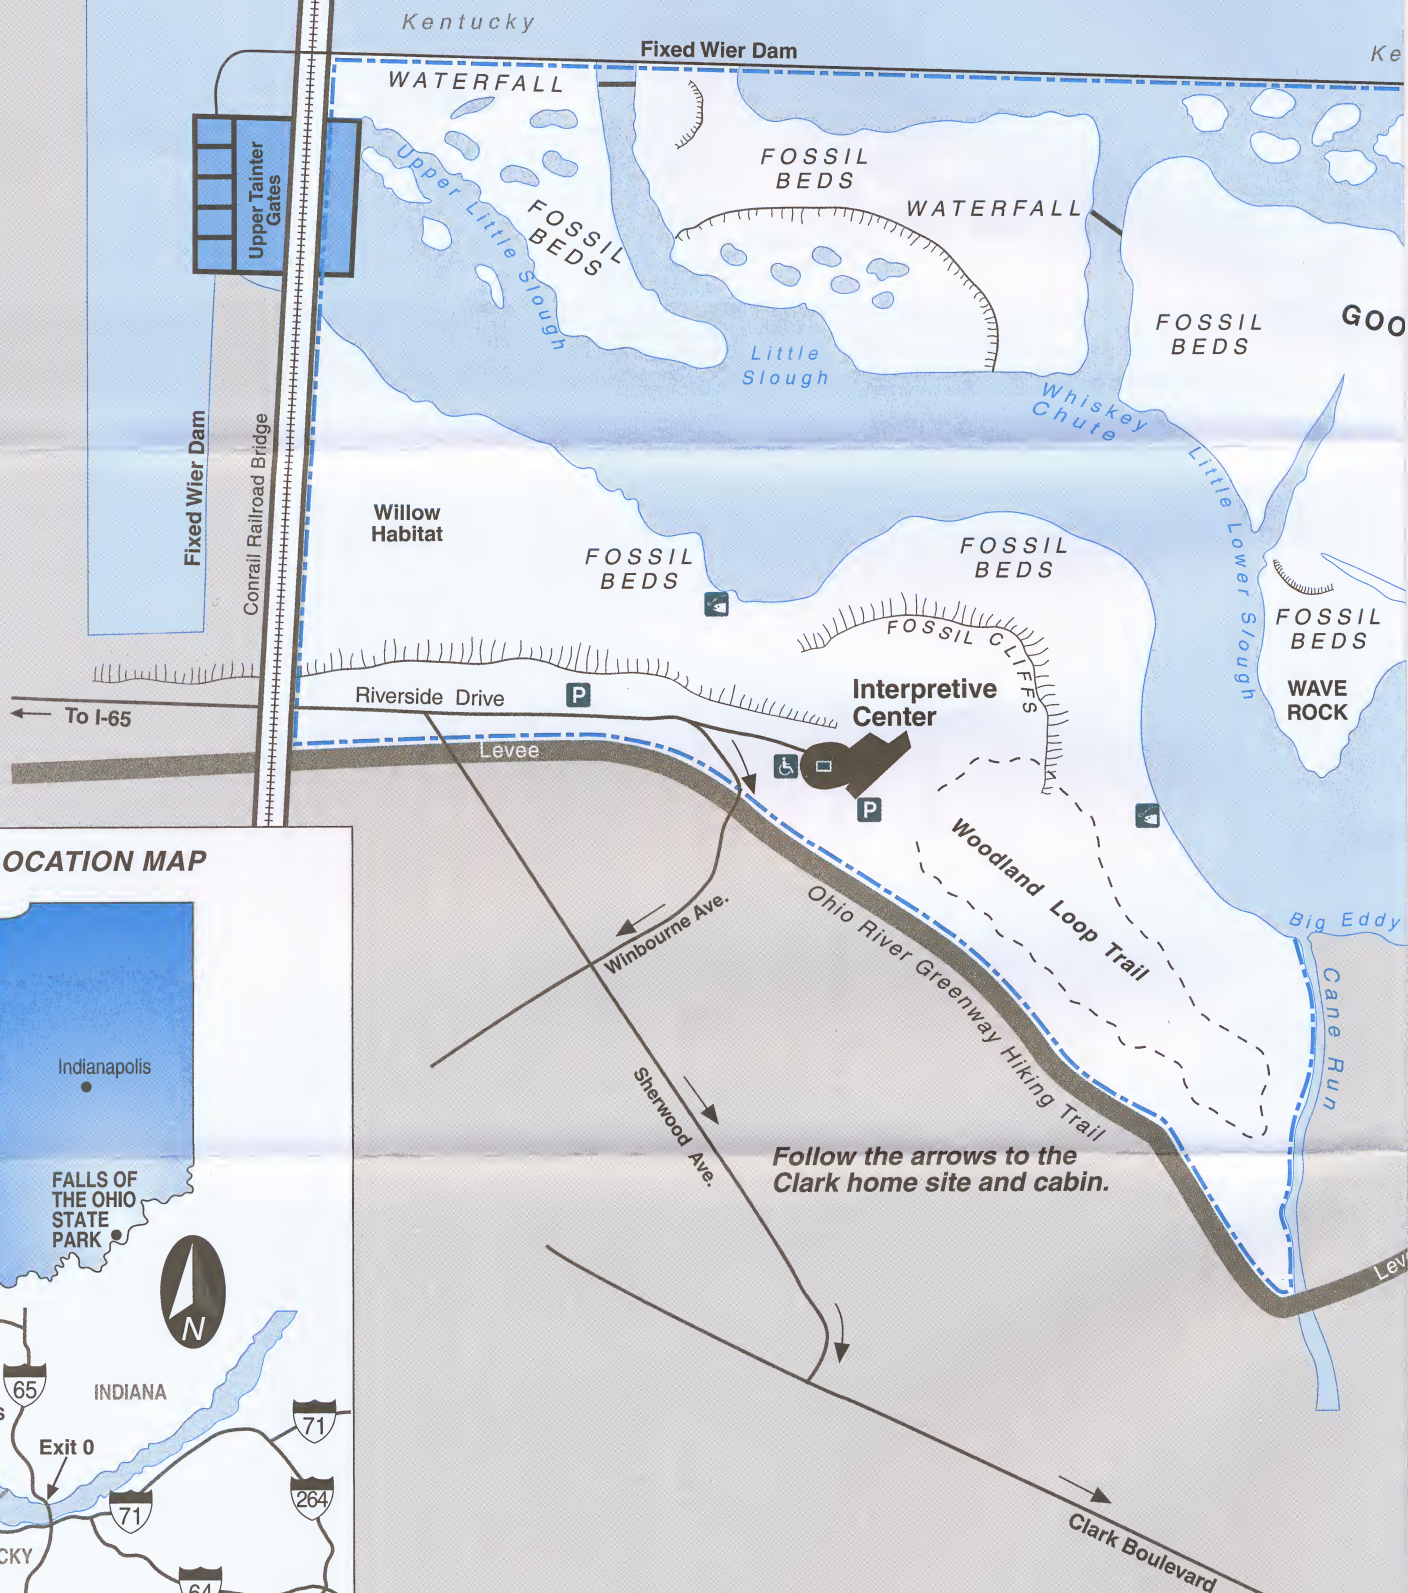 Kentucky
Fixed Wier Dam
Ke
WATERFALL
Upper Tainter
Gates
Upper Little Slough
FOSSIL
BEDS
FOSSIL
BEDS
WATERFALL
FOSSIL
BEDS
GOO
Little
Slough
Whiskey
Chute
Little Lower Slough
Fixed Wier Dam
Conrail Railroad Bridge
Willow
Habitat
FOSSIL
BEDS
FOSSIL
BEDS
FOSSIL CLIFFS
FOSSIL
BEDS
WAVE
ROCK
Riverside Drive
P
Interpretive
Center
To I-65
Levee
P
Woodland Loop Trail
Ohio River Greenway Hiking Trail
Big Eddy
Cane Run
Winbourne Ave.
Sherwood Ave.
Follow the arrows to the
Clark home site and cabin.
Lev
Clark Boulevard
OCATION MAP
Indianapolis
FALLS OF
THE OHIO
STATE
PARK
N
65
INDIANA
S
71
Exit 0
71
264
CKY
64